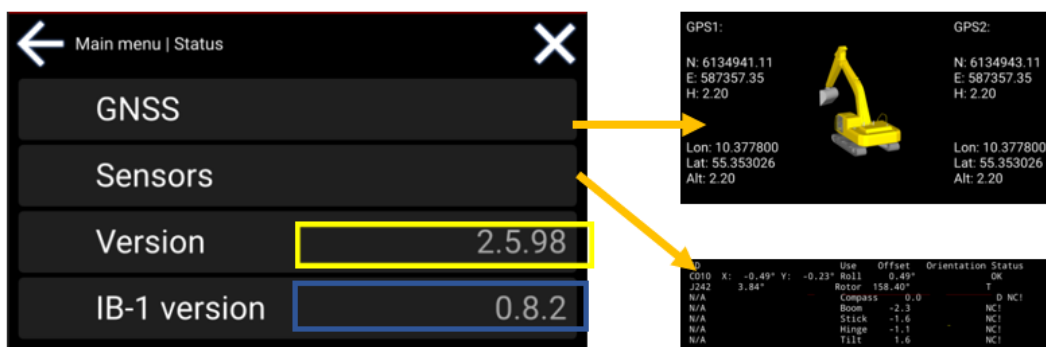 Main menu | Status
GNSS
Sensors
Version 2.5.98
IB-1 version 0.8.2
GPS1: GPS2:
N: 6134941.11 N: 6134943.11
E: 587357.35 E: 587357.35
H: 2.20 H: 2.20
Lon: 10.377800 Lon: 10.377800
Lat: 55.353026 Lat: 55.353026
Alt: 2.20 Alt: 2.20
Use Offset Orientation Status
CO10 X: -0.49° Y: -0.23° Roll 0.49° OK
J242 3.84° Rotor 158.40° T
N/A Compass 0.0 D NC!
N/A Boom -2.3 NC!
N/A Stick -1.6 NC!
N/A Hinge -1.1 NC!
N/A Tilt 1.6 NC!